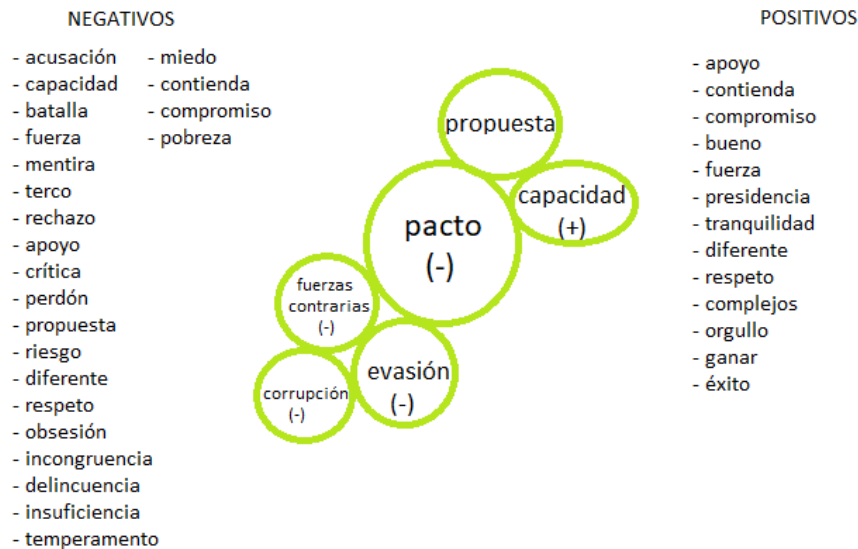 NEGATIVOS
- acusación
- capacidad
- batalla
- fuerza
- mentira
- terco
- rechazo
- apoyo
- crítica
- perdón
- propuesta
- riesgo
- diferente
- respeto
- obsesión
- incongruencia
- delincuencia
- insuficiencia
- temperamento
- miedo
- contienda
- compromiso
- pobreza
propuesta
capacidad
(+)
pacto
(-)
fuerzas
contrarias
(-)
evasión
(-)
corrupción
(-)
POSITIVOS
- apoyo
- contienda
- compromiso
- bueno
- fuerza
- presidencia
- tranquilidad
- diferente
- respeto
- complejos
- orgullo
- ganar
- éxito